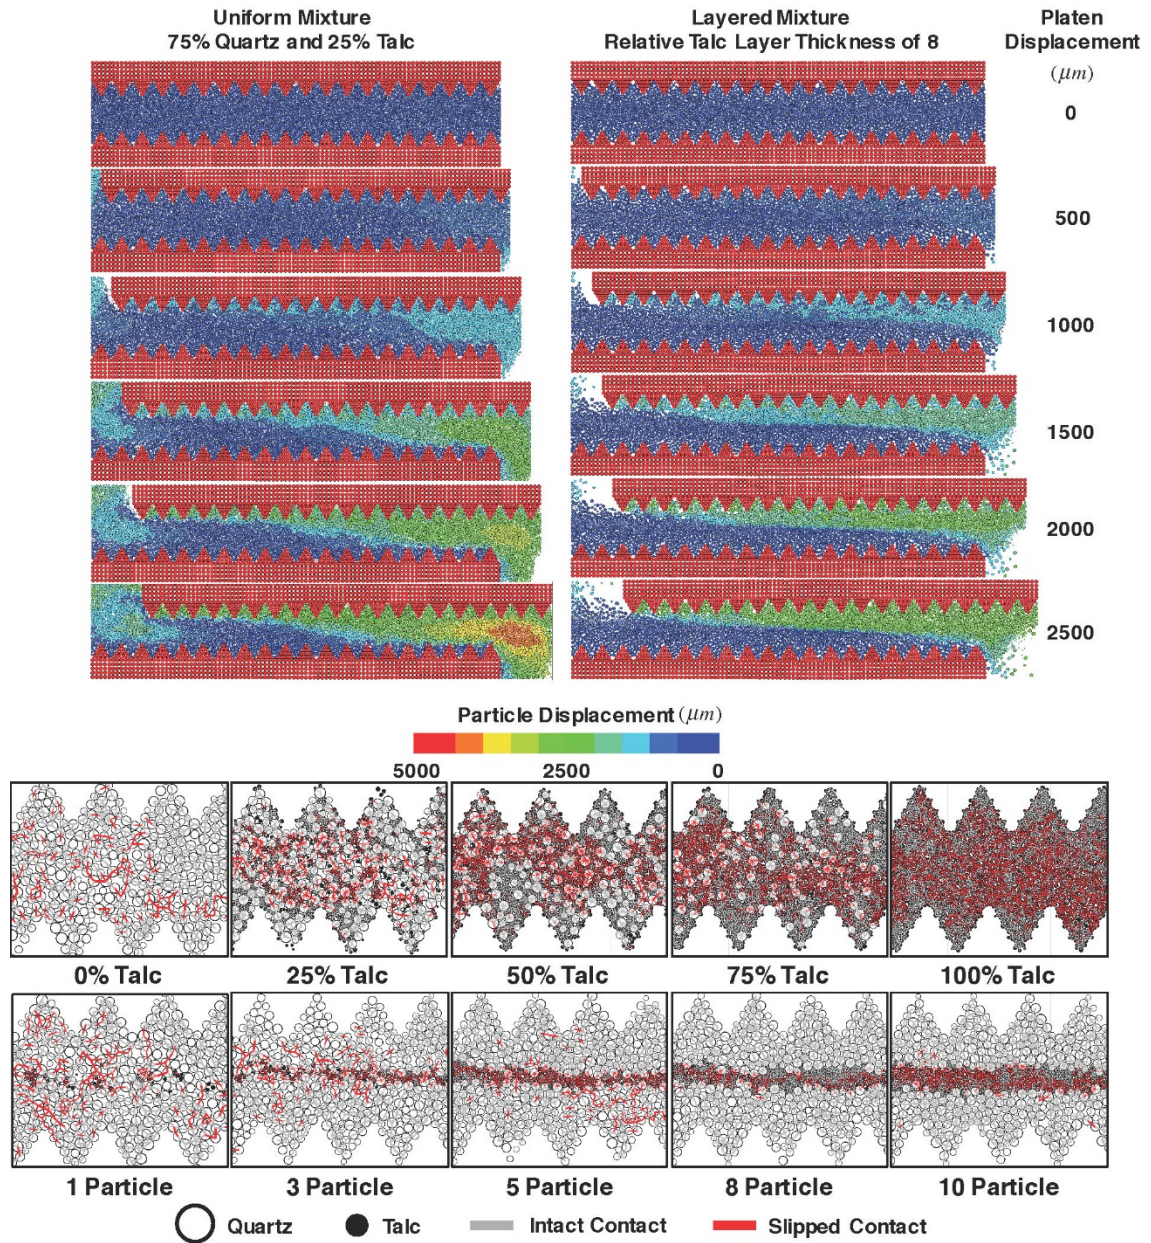 Uniform Mixture
75% Quartz and 25% Talc
Layered Mixture
Relative Talc Layer Thickness of 8
Platen
Displacement
(μm)
0
500
1000
1500
2000
2500
Particle Displacement (μm)
5000 2500 0
0% Talc 25% Talc 50% Talc 75% Talc 100% Talc
1 Particle 3 Particle 5 Particle 8 Particle 10 Particle
Quartz Talc Intact Contact Slipped Contact